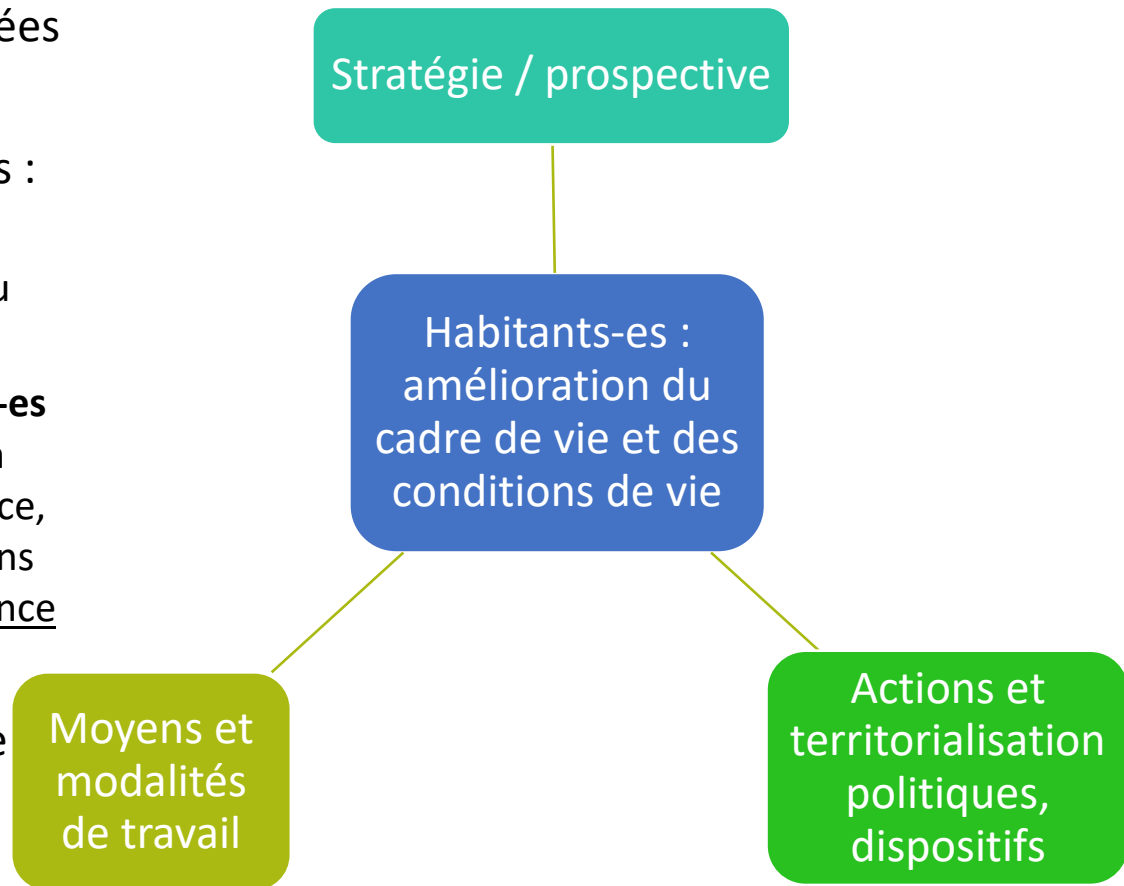 ées
s :
u
-es
n
ce,
ns
nce
e
Stratégie / prospective
Habitants-es :
amélioration du
cadre de vie et des
conditions de vie
Moyens et
modalités
de travail
Actions et
territorialisation
politiques,
dispositifs